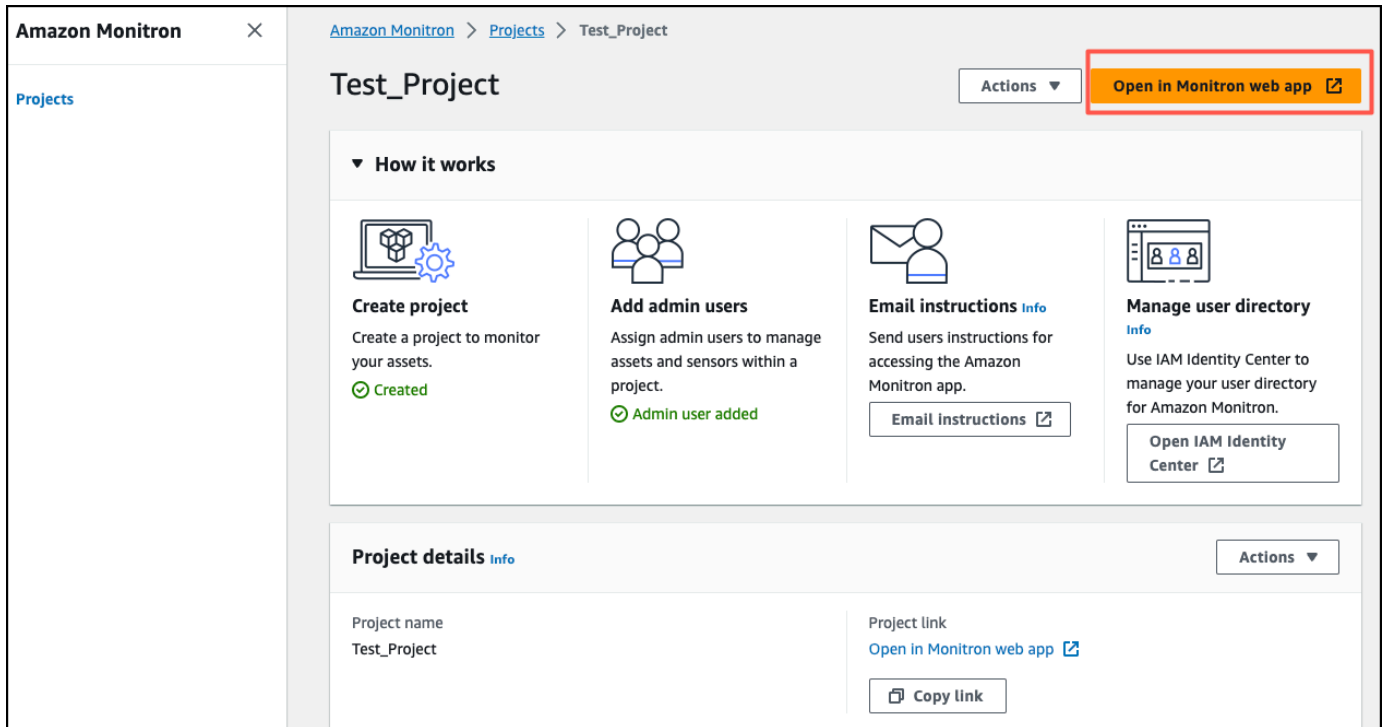 Amazon Monitron
Projects
Amazon Monitron > Projects > Test_Project
Test_Project
Actions
Open in Monitron web app
How it works
Create project
Create a project to monitor
your assets.
Created
Add admin users
Assign admin users to manage
assets and sensors within a
project.
Admin user added
Email instructions Info
Send users instructions for
accessing the Amazon
Monitron app.
Email instructions
Manage user directory
Info
Use IAM Identity Center to
manage your user directory
for Amazon Monitron.
Open IAM Identity
Center
Project details Info
Actions
Project name
Test_Project
Project link
Open in Monitron web app
Copy link